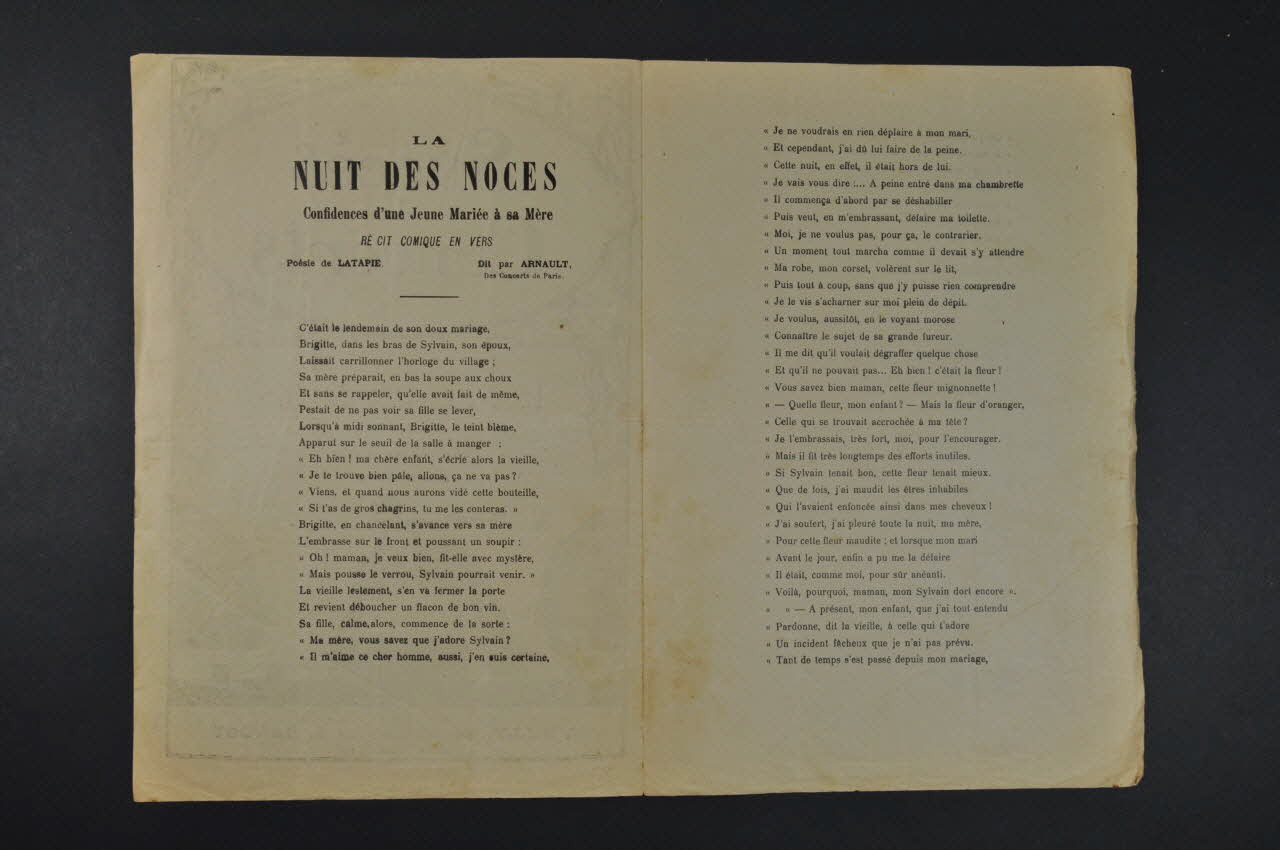 LA
NUIT DES NOCES
Confidences d'une Jeune Mariée à sa Mère
RÉCIT COMIQUE EN VERS
Poésie de LATAPIE. Dit par ARNAULT,
Des Concerts de Paris.
C'était le lendemain de son doux mariage,
Brigitte, dans les bras de Sylvain, son époux,
Laissait carrillonner l'horloge du village ;
Sa mère préparait, en bas la soupe aux choux
Et sans se rappeler, qu'elle avait fait de même,
Pestait de ne pas voir sa fille se lever,
Lorsqu'à midi sonnant, Brigitte, le teint blême,
Apparut sur le seuil de la salle à manger :
« Eh bien ! ma chère enfant, s'écrie alors la vieille,
« Je te trouve bien pâle, allons, ça ne va pas ?
« Viens, et quand nous aurons vidé cette bouteille,
« Si t'as de gros chagrins, tu me les conteras. »
Brigitte, en chancelant, s'avance vers sa mère
L'embrasse sur le front et poussant un soupir :
« Oh ! maman, je veux bien, fit-elle avec mystère,
« Mais pousse le verrou, Sylvain pourrait venir. »
La vieille lestement, s'en va fermer la porte
Et revient déboucher un flacon de bon vin.
Sa fille, calme, alors, commence de la sorte :
« Ma mère, vous savez que j'adore Sylvain ?
« Il m'aime ce cher homme, aussi, j'en suis certaine,
« Je ne voudrais en rien déplaire à mon mari,
« Et cependant, j'ai dû lui faire de la peine.
« Cette nuit, en effet, il était hors de lui.
« Je vais vous dire :... A peine entré dans ma chambrette
« Il commença d'abord par se déshabiller
« Puis veut, en m'embrassant, défaire ma toilette.
« Moi, je ne voulus pas, pour ça, le contrarier.
« Un moment tout marcha comme il devait s'y attendre
« Ma robe, mon corset, volèrent sur le lit,
« Puis tout à coup, sans que j'y puisse rien comprendre
« Je le vis s'acharner sur moi plein de dépit.
« Je voulus, aussitôt, en le voyant morose
« Connaître le sujet de sa grande fureur.
« Il me dit qu'il voulait dégraffer quelque chose
« Et qu'il ne pouvait pas... Eh bien ! c'était la fleur !
« Vous savez bien maman, cette fleur mignonnette !
« — Quelle fleur, mon enfant ? — Mais la fleur d'oranger,
« Celle qui se trouvait accrochée à ma tête ?
« Je l'embrassais, très fort, moi, pour l'encourager.
« Mais il fit très longtemps des efforts inutiles.
« Si Sylvain tenait bon, cette fleur tenait mieux.
« Que de fois, j'ai maudit les êtres inhabiles
« Qui l'avaient enfoncée ainsi dans mes cheveux !
« J'ai soufert, j'ai pleuré toute la nuit, ma mère,
« Pour cette fleur maudite ; et lorsque mon mari
« Avant le jour, enfin a pu me la défaire
« Il était, comme moi, pour sûr anéanti.
« Voilà, pourquoi, maman, mon Sylvain dort encore ».
« « — A présent, mon enfant, que j'ai tout entendu
« Pardonne, dit la vieille, à celle qui t'adore
« Un incident fâcheux que je n'ai pas prévu.
« Tant de temps s'est passé depuis mon mariage,